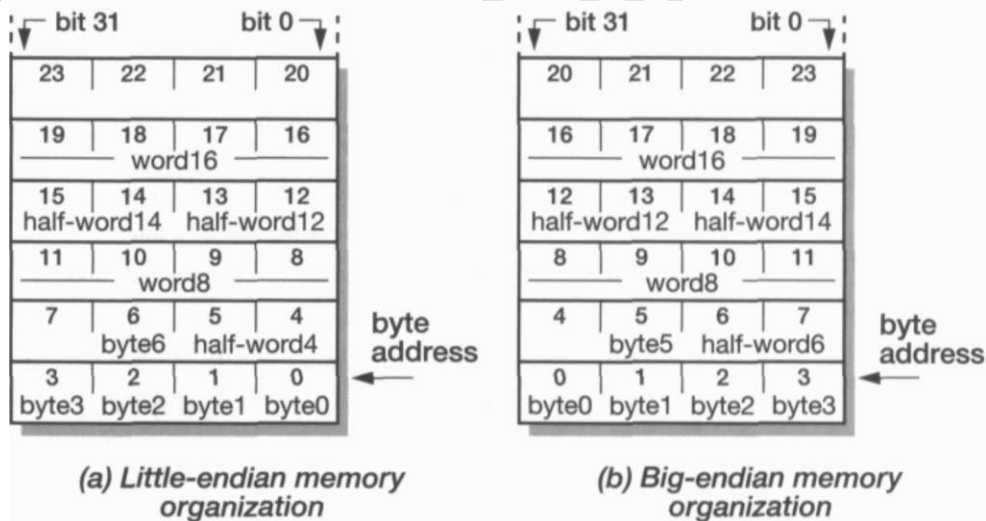 bit 31 bit 0
23 22 21 20
19 18 17 16
word16
15 14 13 12
half-word14 half-word12
11 10 9 8
word8
7 6 5 4
byte6 half-word4
3 2 1 0
byte3 byte2 byte1 byte0
byte
address
(a) Little-endian memory
organization
bit 31 bit 0
20 21 22 23
16 17 18 19
word16
12 13 14 15
half-word12 half-word14
8 9 10 11
word8
4 5 6 7
byte5 half-word6
0 1 2 3
byte0 byte1 byte2 byte3
byte
address
(b) Big-endian memory
organization